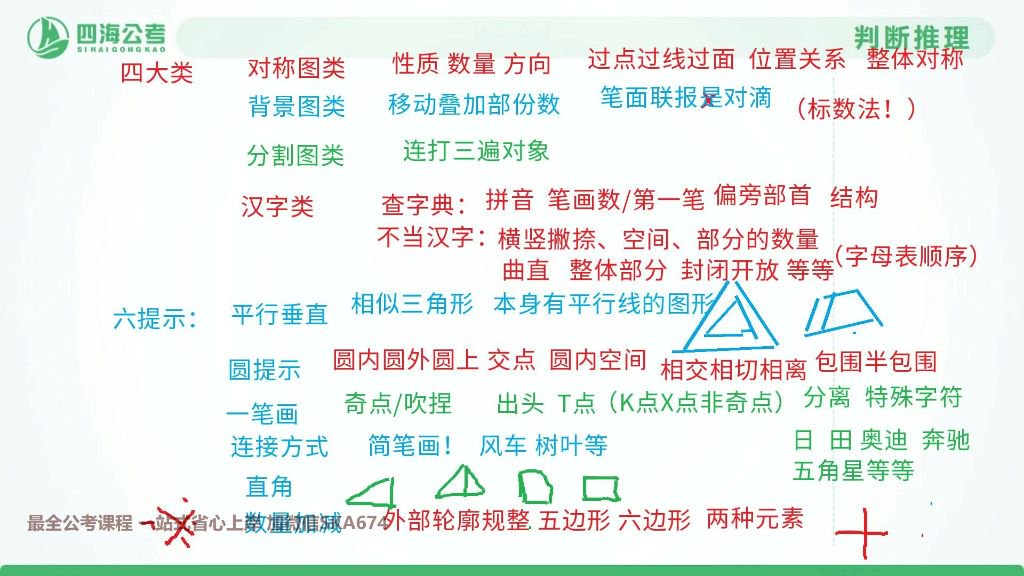 四海公考
SIHAIGONGKAO
判断推理
四大类 对称图类 性质 数量 方向 过点过线过面 位置关系 整体对称
背景图类 移动叠加部份数 笔面联报是对滴 (标数法！)
分割图类 连打三遍对象
汉字类 查字典： 拼音 笔画数/第一笔 偏旁部首 结构
不当汉字： 横竖撇捺、空间、部分的数量
曲直 整体部分 封闭开放 等等 (字母表顺序)
六提示： 平行垂直 相似三角形 本身有平行线的图形
圆提示 圆内圆外圆上 交点 圆内空间 相交相切相离 包围半包围
一笔画 奇点/吹捏 出头 T点（K点X点非奇点） 分离 特殊字符
连接方式 简笔画！ 风车 树叶等 日 田 奥迪 奔驰
五角星等等
直角
数量加减 外部轮廓规整 五边形 六边形 两种元素
最全公考课程 一站式省心上岸 加微信 KA674